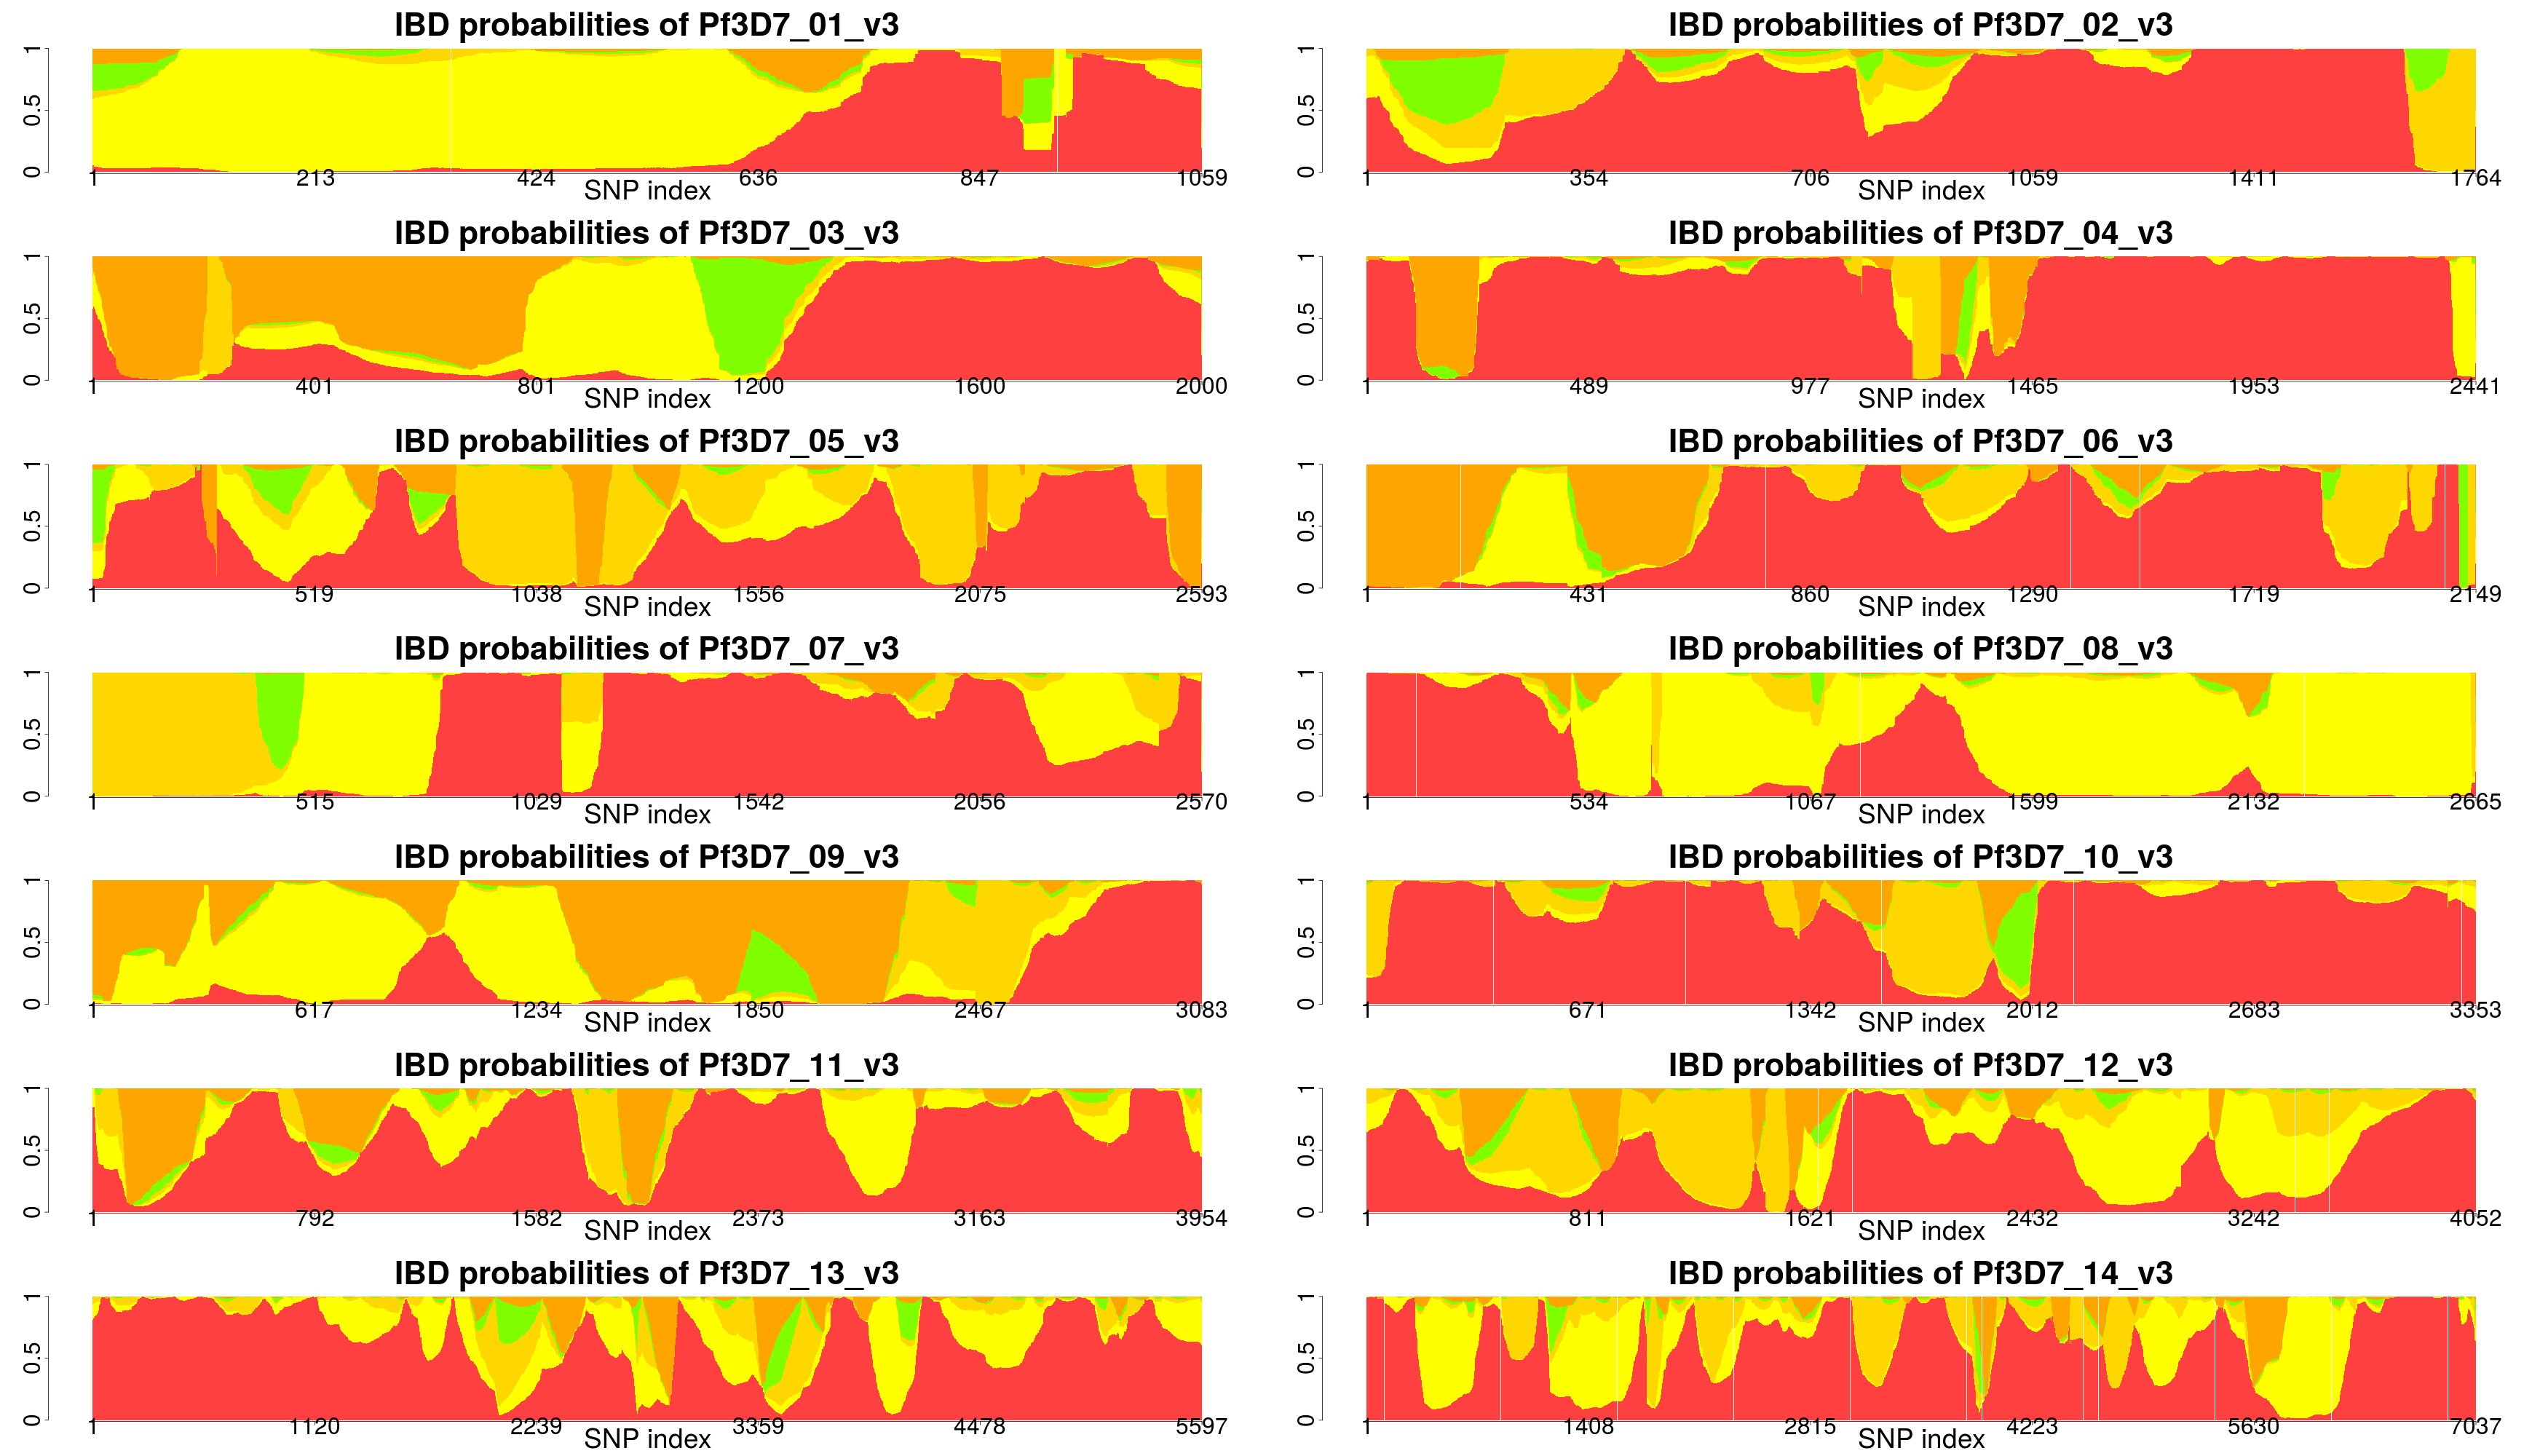 IBD probabilities of Pf3D7_01_v3
1
0.5
0
1 213 424 636 847 1059
SNP index
IBD probabilities of Pf3D7_02_v3
1
0.5
0
1 354 706 1059 1411 1764
SNP index
IBD probabilities of Pf3D7_03_v3
1
0.5
0
1 401 801 1200 1600 2000
SNP index
IBD probabilities of Pf3D7_04_v3
1
0.5
0
1 489 977 1465 1953 2441
SNP index
IBD probabilities of Pf3D7_05_v3
1
0.5
0
1 519 1038 1556 2075 2593
SNP index
IBD probabilities of Pf3D7_06_v3
1
0.5
0
1 431 860 1290 1719 2149
SNP index
IBD probabilities of Pf3D7_07_v3
1
0.5
0
1 515 1029 1542 2056 2570
SNP index
IBD probabilities of Pf3D7_08_v3
1
0.5
0
1 534 1067 1599 2132 2665
SNP index
IBD probabilities of Pf3D7_09_v3
1
0.5
0
1 617 1234 1850 2467 3083
SNP index
IBD probabilities of Pf3D7_10_v3
1
0.5
0
1 671 1342 2012 2683 3353
SNP index
IBD probabilities of Pf3D7_11_v3
1
0.5
0
1 792 1582 2373 3163 3954
SNP index
IBD probabilities of Pf3D7_12_v3
1
0.5
0
1 811 1621 2432 3242 4052
SNP index
IBD probabilities of Pf3D7_13_v3
1
0.5
0
1 1120 2239 3359 4478 5597
SNP index
IBD probabilities of Pf3D7_14_v3
1
0.5
0
1 1408 2815 4223 5630 7037
SNP index